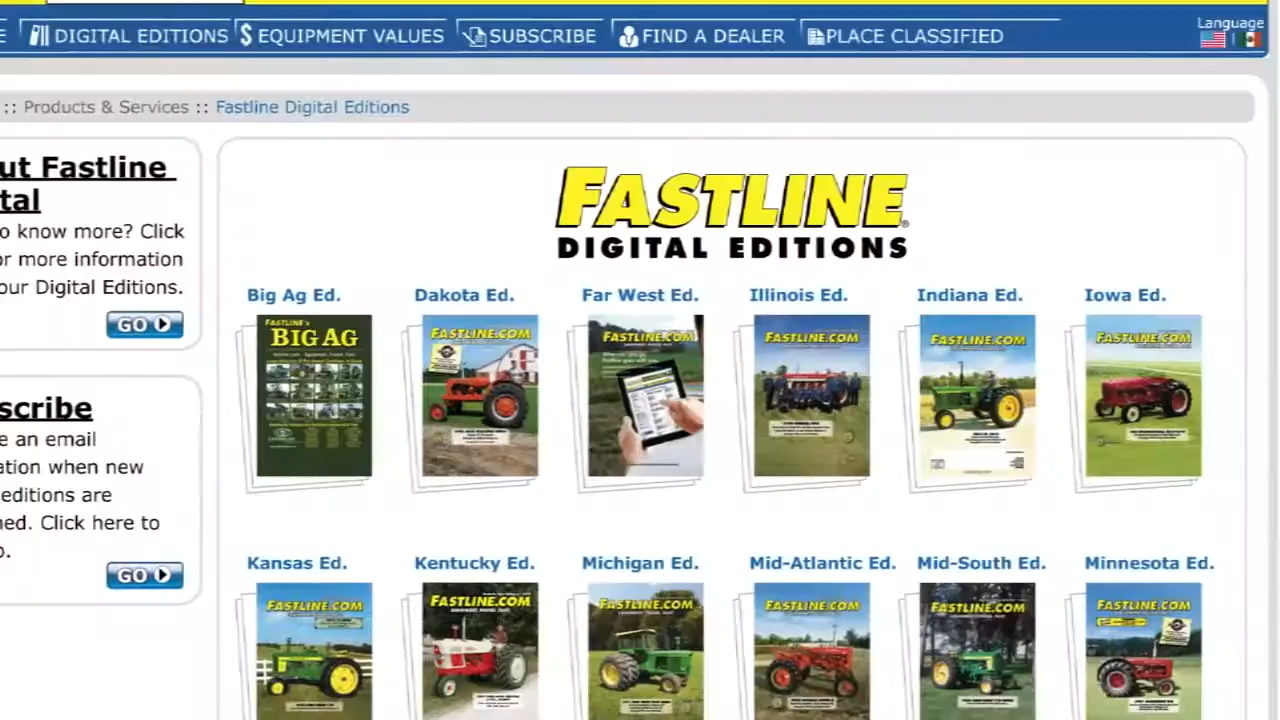 E
DIGITAL EDITIONS
$ EQUIPMENT VALUES
SUBSCRIBE
FIND A DEALER
PLACE CLASSIFIED
Language
:: Products & Services :: Fastline Digital Editions
ut Fastline
tal
o know more? Click
or more information
our Digital Editions.
GO
scribe
e an email
ation when new
editions are
ned. Click here to
o.
GO
FASTLINE®
DIGITAL EDITIONS
Big Ag Ed.
Dakota Ed.
Far West Ed.
Illinois Ed.
Indiana Ed.
Iowa Ed.
FASTLINE's
BIG AG
FASTLINE.COM
FASTLINE.COM
FASTLINE.COM
FASTLINE.COM
FASTLINE.COM
Kansas Ed.
Kentucky Ed.
Michigan Ed.
Mid-Atlantic Ed.
Mid-South Ed.
Minnesota Ed.
FASTLINE.COM
FASTLINE.COM
FASTLINE.COM
FASTLINE.COM
FASTLINE.COM
FASTLINE.COM